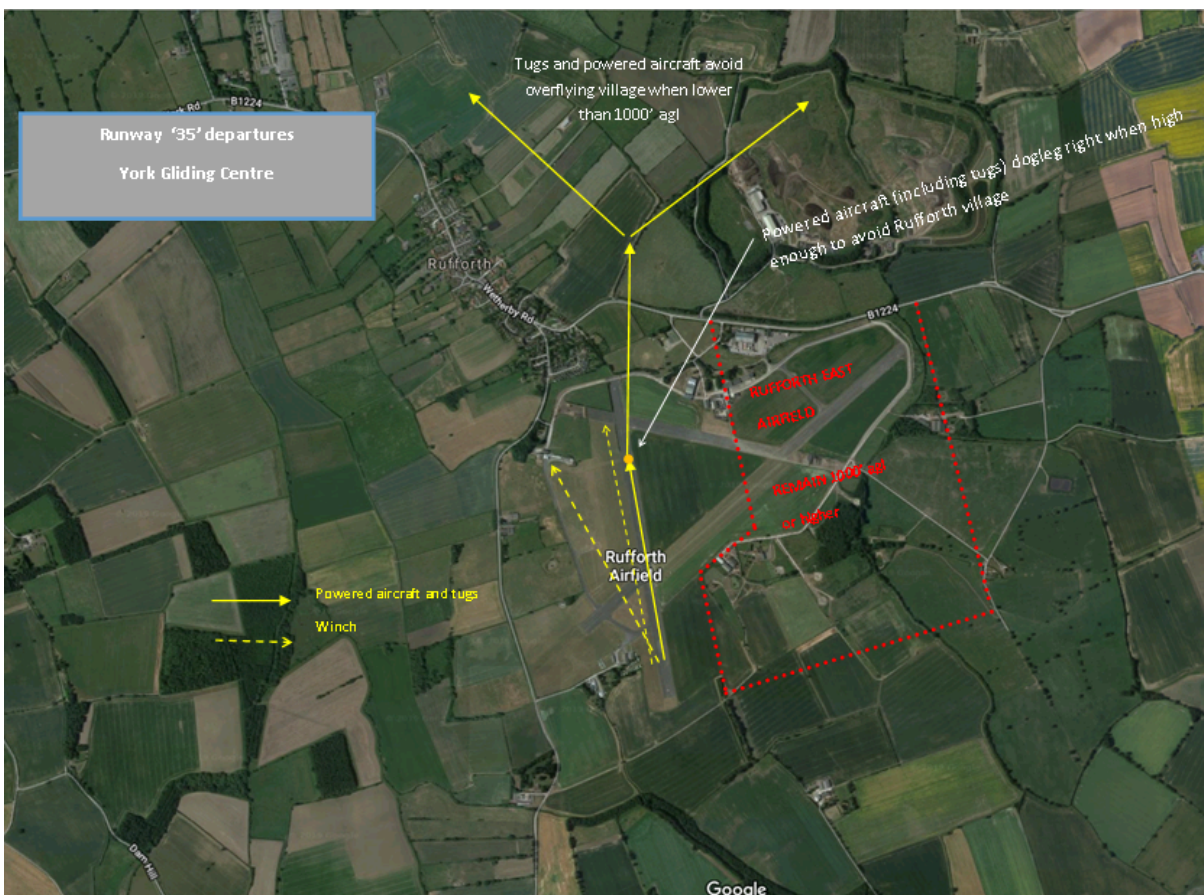 Tugs and powered aircraft avoid
overflying village when lower
than 1000' agl
B1224
Runway ‘35’ departures
York Gliding Centre
Powered aircraft (including tugs) dogleg right when high
enough to avoid Rufforth village
Rufforth
Wetherby Rd
B1224
RUFFORTH EAST
AIRFIELD
REMAIN 1000' agl
or higher
Rufforth
Airfield
Powered aircraft and tugs
Winch
Dam Hill
Google